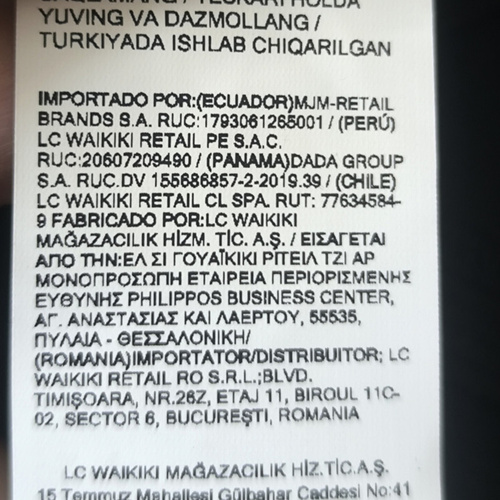 YUVING VA DAZMOLLANG /
TURKIYADA ISHLAB CHIQARILGAN
IMPORTADO POR:(ECUADOR)MJM-RETAIL
BRANDS S.A. RUC:1793061265001 / (PERÚ)
LC WAIKIKI RETAIL PE S.A.C.
RUC:20607209490 / (PANAMA)DADA GROUP
S.A. RUC.DV 155686857-2-2019.39 / (CHILE)
LC WAIKIKI RETAIL CL SPA. RUT: 77634584-
9 FABRICADO POR:LC WAIKIKI
MAĞAZACILIK HİZM. TİC. A.Ş. / ΕΙΣΑΓΕΤΑΙ
ΑΠΟ ΤΗΝ:ΕΛ ΣΙ ΓΟΥΑΪΚΙΚΙ ΡΙΤΕΙΛ ΤΖΙ ΑΡ
ΜΟΝΟΠΡΟΣΩΠΗ ΕΤΑΙΡΕΙΑ ΠΕΡΙΟΡΙΣΜΕΝΗΣ
ΕΥΘΥΝΗΣ PHILIPPOS BUSINESS CENTER,
ΑΓ. ΑΝΑΣΤΑΣΙΑΣ ΚΑΙ ΛΑΕΡΤΟΥ, 55535,
ΠΥΛΑΙΑ - ΘΕΣΣΑΛΟΝΙΚΗ/
(ROMANIA)IMPORTATOR/DISTRIBUITOR; LC
WAIKIKI RETAIL RO S.R.L.;BLVD.
TIMIŞOARA, NR.26Z, ETAJ 11, BIROUL 11C-
02, SECTOR 6, BUCUREŞTI, ROMANIA
LC WAIKIKI MAĞAZACILIK HİZ.TİC.A.Ş.
15 Temmuz Mahallesi Gülbahar Caddesi No:41